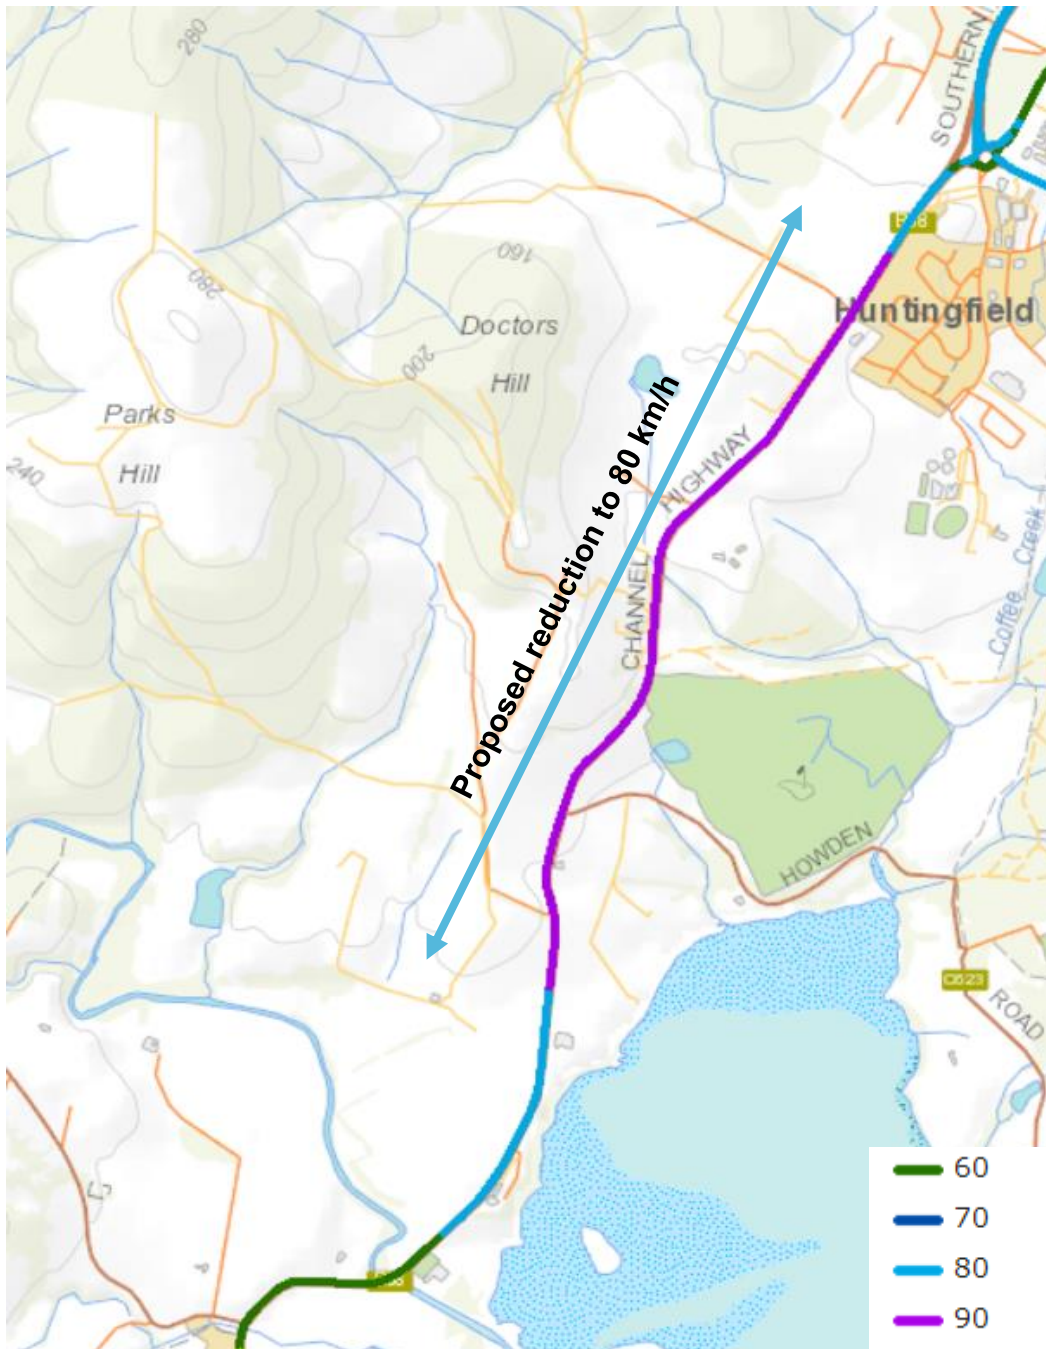 280
SOUTHERN
B68
160
280
Huntingfield
Doctors
200
Hill
Parks
Proposed reduction to 80 km/h
HIGHWAY
240
Hill
Coffee Creek
CHANNEL
HOWDEN
C623
ROAD
60
70
80
90